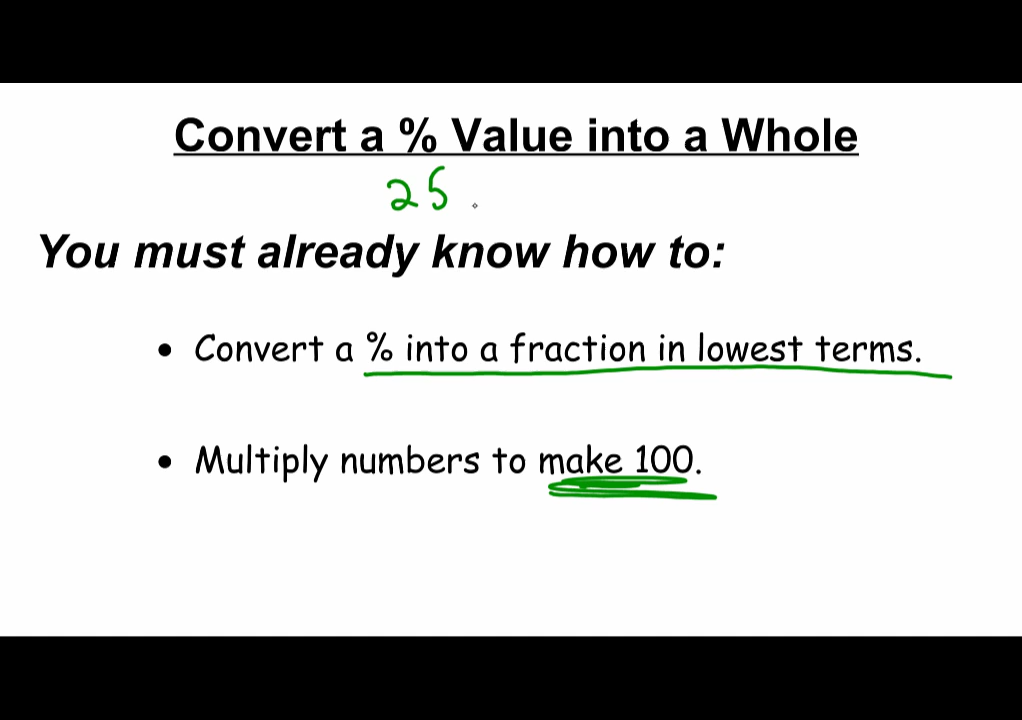 Convert a % Value into a Whole
25
You must already know how to:
• Convert a % into a fraction in lowest terms.
• Multiply numbers to make 100.